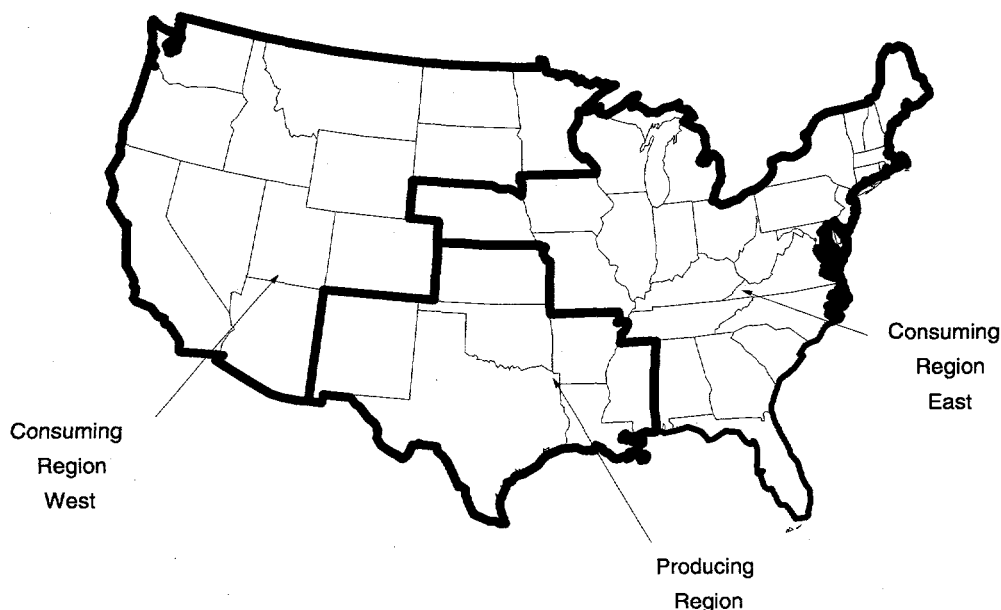 Consuming
Region
West
Consuming
Region
East
Producing
Region